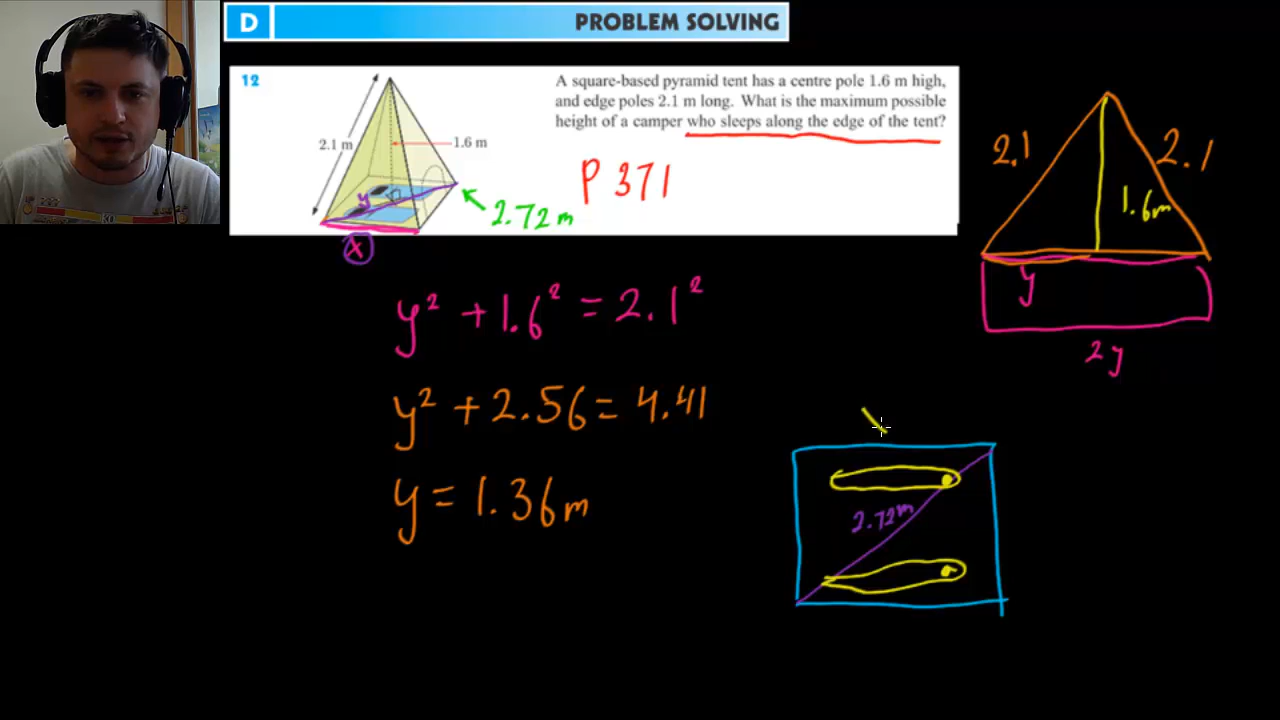 D PROBLEM SOLVING
12
A square-based pyramid tent has a centre pole 1.6 m high,
and edge poles 2.1 m long. What is the maximum possible
height of a camper who sleeps along the edge of the tent?
2.1 m
1.6 m
y
x
2.72 m
P 371
2.1
2.1
1.6m
y
2y
y² + 1.6² = 2.1²
y² + 2.56 = 4.41
y = 1.36m
2.72m